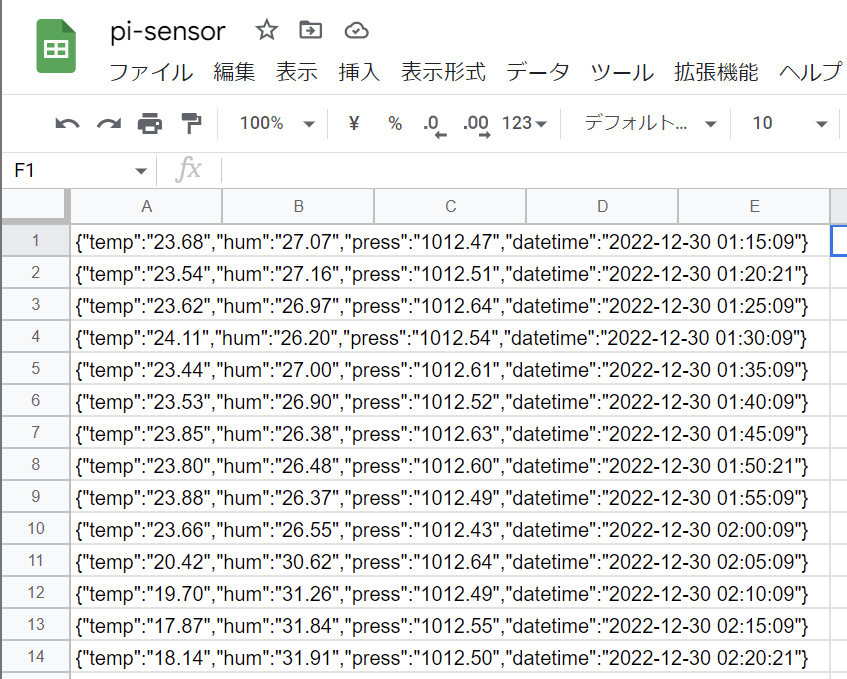 pi-sensor
ファイル 編集 表示 挿入 表示形式 データ ツール 拡張機能 ヘルプ
100% ¥ % .0 .00 123 デフォルト... 10
F1 fx
A B C D E
1 {"temp":"23.68","hum":"27.07","press":"1012.47","datetime":"2022-12-30 01:15:09"}
2 {"temp":"23.54","hum":"27.16","press":"1012.51","datetime":"2022-12-30 01:20:21"}
3 {"temp":"23.62","hum":"26.97","press":"1012.64","datetime":"2022-12-30 01:25:09"}
4 {"temp":"24.11","hum":"26.20","press":"1012.54","datetime":"2022-12-30 01:30:09"}
5 {"temp":"23.44","hum":"27.00","press":"1012.61","datetime":"2022-12-30 01:35:09"}
6 {"temp":"23.53","hum":"26.90","press":"1012.52","datetime":"2022-12-30 01:40:09"}
7 {"temp":"23.85","hum":"26.38","press":"1012.63","datetime":"2022-12-30 01:45:09"}
8 {"temp":"23.80","hum":"26.48","press":"1012.60","datetime":"2022-12-30 01:50:21"}
9 {"temp":"23.88","hum":"26.37","press":"1012.49","datetime":"2022-12-30 01:55:09"}
10 {"temp":"23.66","hum":"26.55","press":"1012.43","datetime":"2022-12-30 02:00:09"}
11 {"temp":"20.42","hum":"30.62","press":"1012.64","datetime":"2022-12-30 02:05:09"}
12 {"temp":"19.70","hum":"31.26","press":"1012.49","datetime":"2022-12-30 02:10:09"}
13 {"temp":"17.87","hum":"31.84","press":"1012.55","datetime":"2022-12-30 02:15:09"}
14 {"temp":"18.14","hum":"31.91","press":"1012.50","datetime":"2022-12-30 02:20:21"}